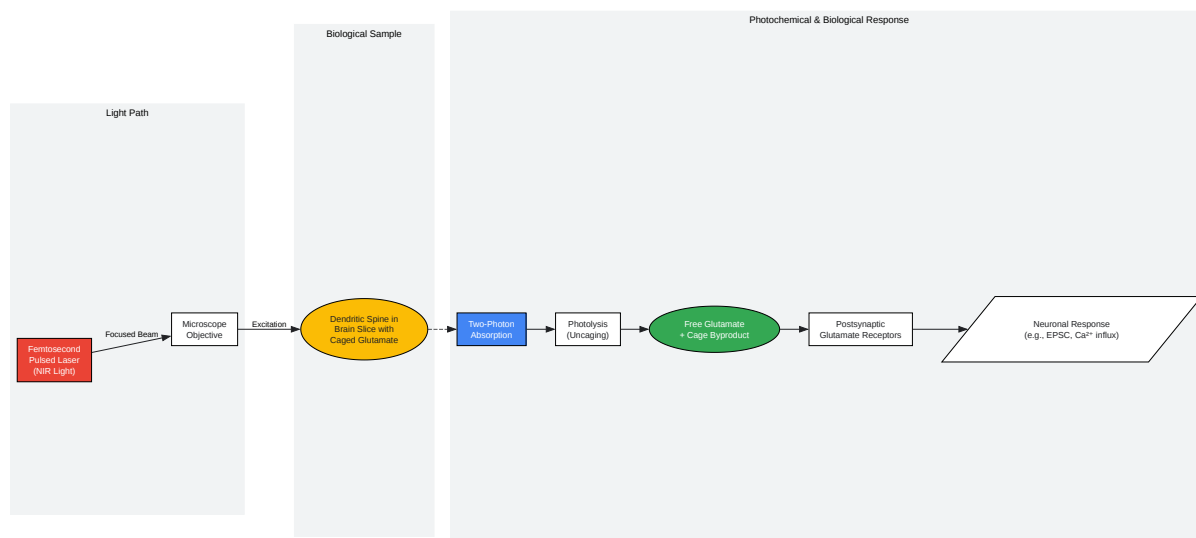 Photochemical & Biological Response
Biological Sample
Light Path
Femtosecond
Pulsed Laser
(NIR Light)
Focused Beam
Microscope
Objective
Excitation
Dendritic Spine in
Brain Slice with
Caged Glutamate
Two-Photon
Absorption
Photolysis
(Uncaging)
Free Glutamate
+ Cage Byproduct
Postsynaptic
Glutamate Receptors
Neuronal Response
(e.g., EPSC, Ca²⁺ influx)